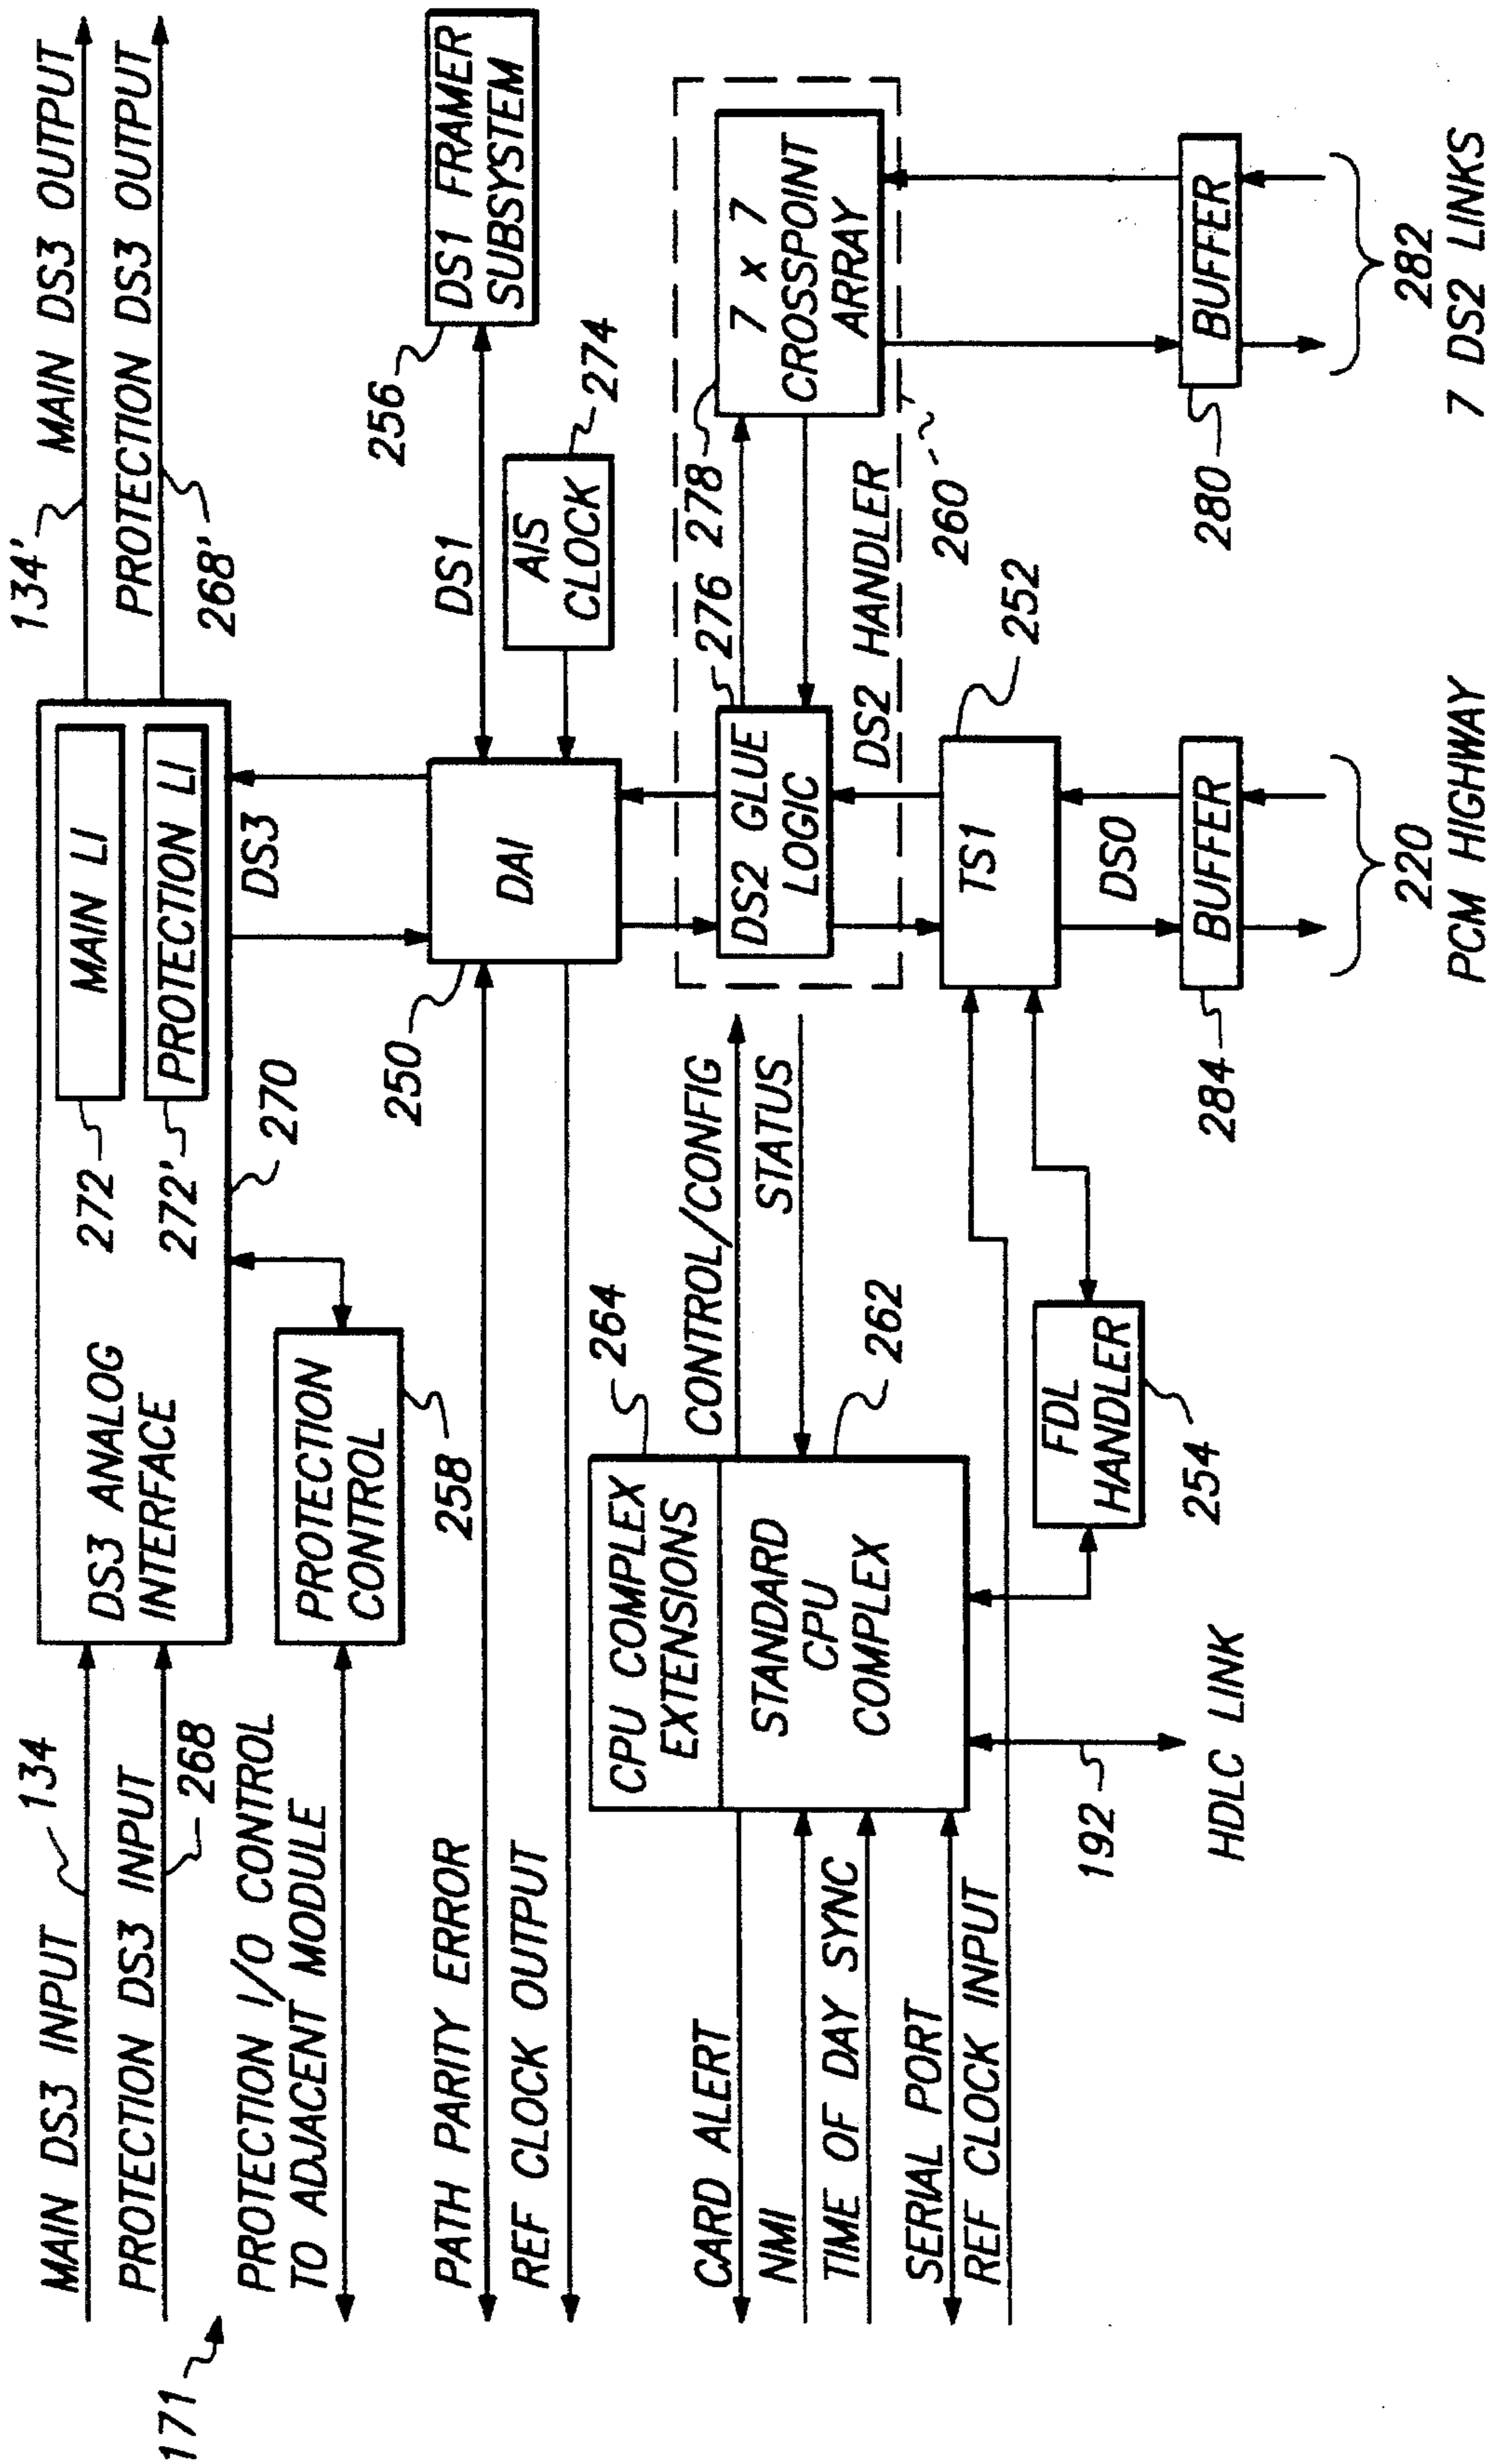 171
MAIN DS3 INPUT
134
PROTECTION DS3 INPUT
268
DS3 ANALOG
INTERFACE
272
MAIN LI
272'
PROTECTION LI
270
134'
MAIN DS3 OUTPUT
PROTECTION DS3 OUTPUT
268'
PROTECTION I/O CONTROL
TO ADJACENT MODULE
PROTECTION
CONTROL
258
DS3
PATH PARITY ERROR
REF CLOCK OUTPUT
250
DAI
DS1
256
DS1 FRAMER
SUBSYSTEM
AIS
CLOCK
274
CARD ALERT
NMI
TIME OF DAY SYNC
SERIAL PORT
REF CLOCK INPUT
CPU COMPLEX
EXTENSIONS
264
STANDARD
CPU
COMPLEX
262
CONTROL/CONFIG
STATUS
276
278
DS2 GLUE
LOGIC
7 x 7
CROSSPOINT
ARRAY
DS2 HANDLER
260
TS1
252
FDL
HANDLER
254
192
HDLC LINK
DS0
284
BUFFER
220
PCM HIGHWAY
280
BUFFER
282
7 DS2 LINKS